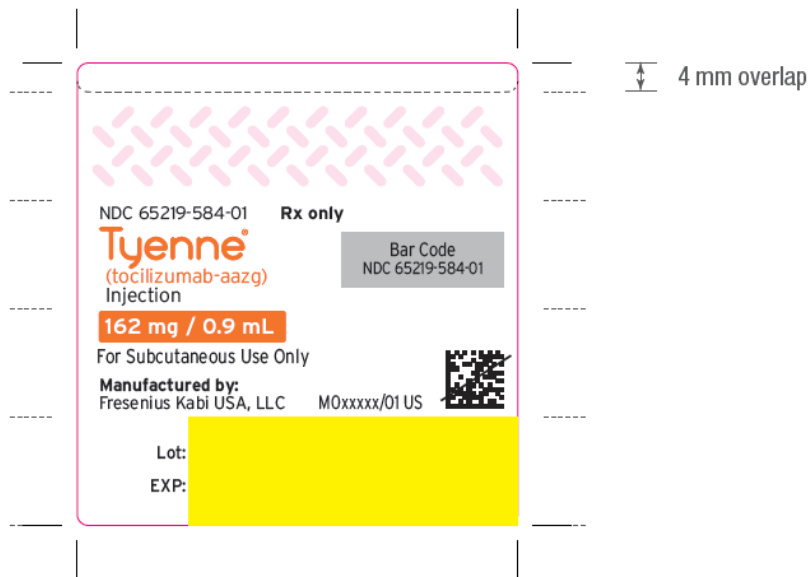 4 mm overlap
NDC 65219-584-01 Rx only
Tyenne®
(tocilizumab-aazg)
Injection
Bar Code
NDC 65219-584-01
162 mg / 0.9 mL
For Subcutaneous Use Only
Manufactured by:
Fresenius Kabi USA, LLC M0xxxxx/01 US
Lot:
EXP: